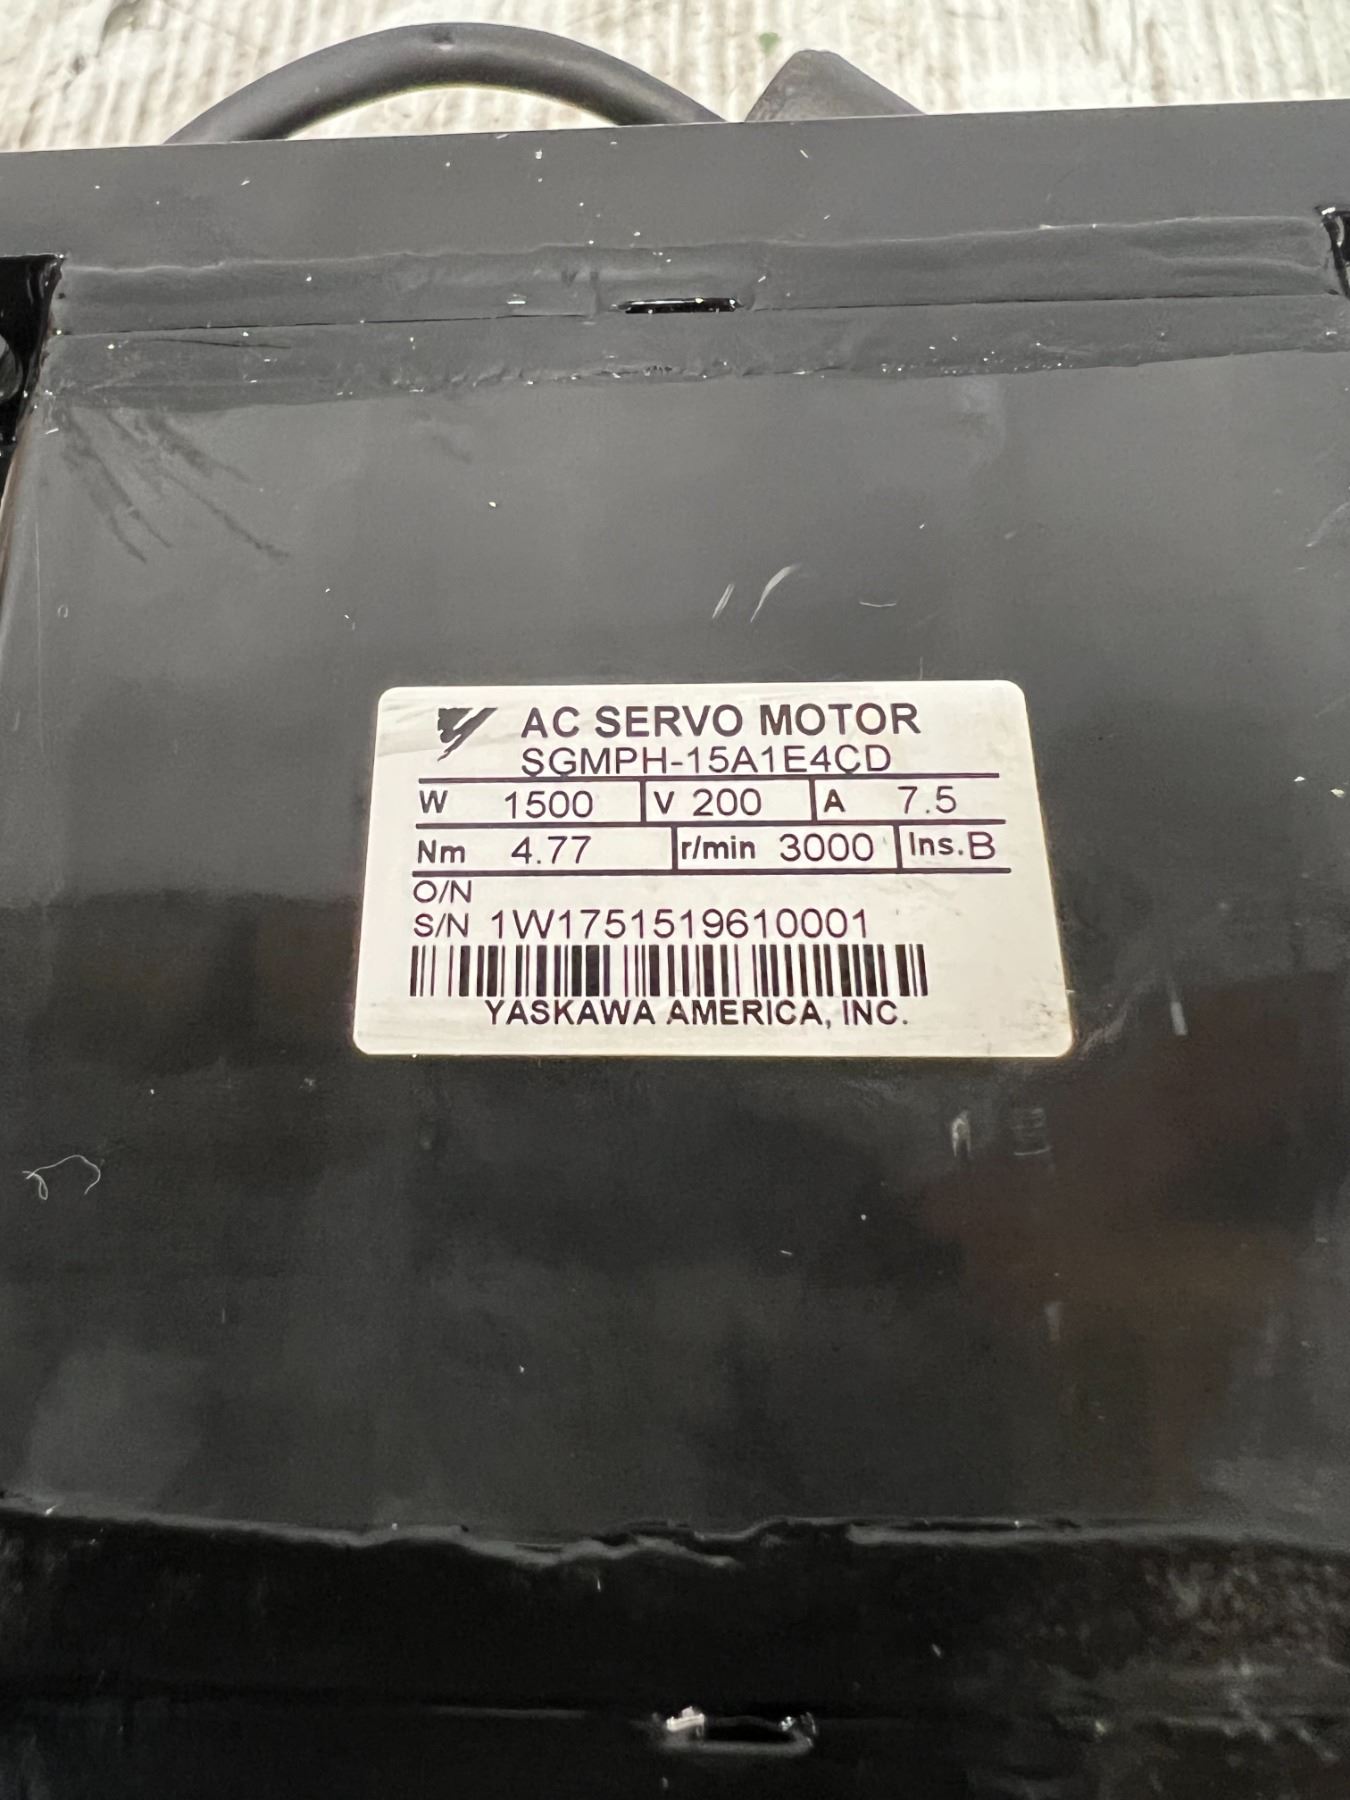 AC SERVO MOTOR
SGMPH-15A1E4CD
W 1500 V 200 A 7.5
Nm 4.77 r/min 3000 Ins. B
O/N
S/N 1W1751519610001
YASKAWA AMERICA, INC.